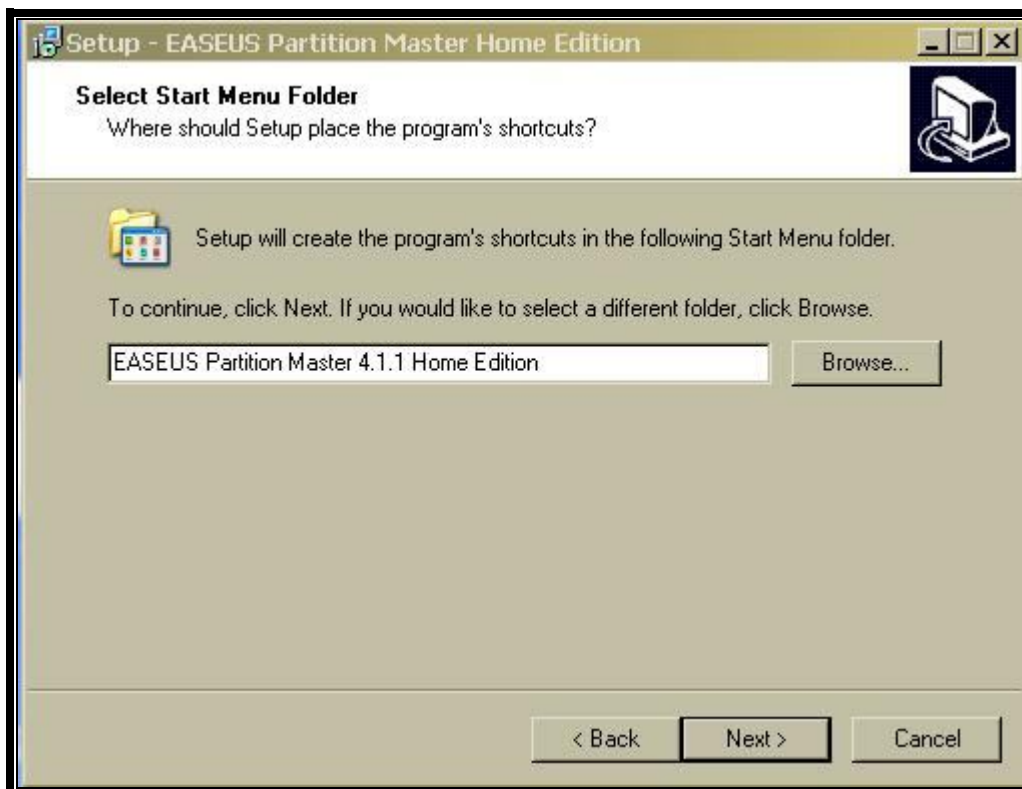 Setup - EASEUS Partition Master Home Edition
Select Start Menu Folder
Where should Setup place the program's shortcuts?
Setup will create the program's shortcuts in the following Start Menu folder.
To continue, click Next. If you would like to select a different folder, click Browse.
EASEUS Partition Master 4.1.1 Home Edition
Browse...
< Back
Next >
Cancel